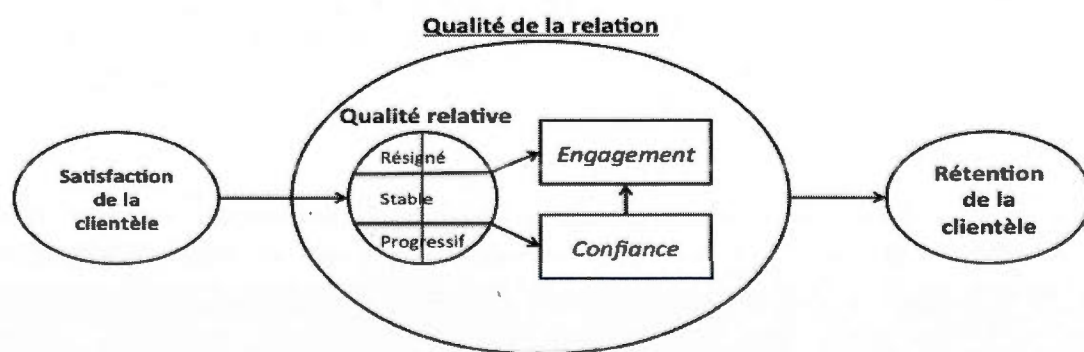 Qualité de la relation
Qualité relative
Résigné
Stable
Progressif
Engagement
Confiance
Satisfaction
de la
clientèle
Rétention
de la
clientèle